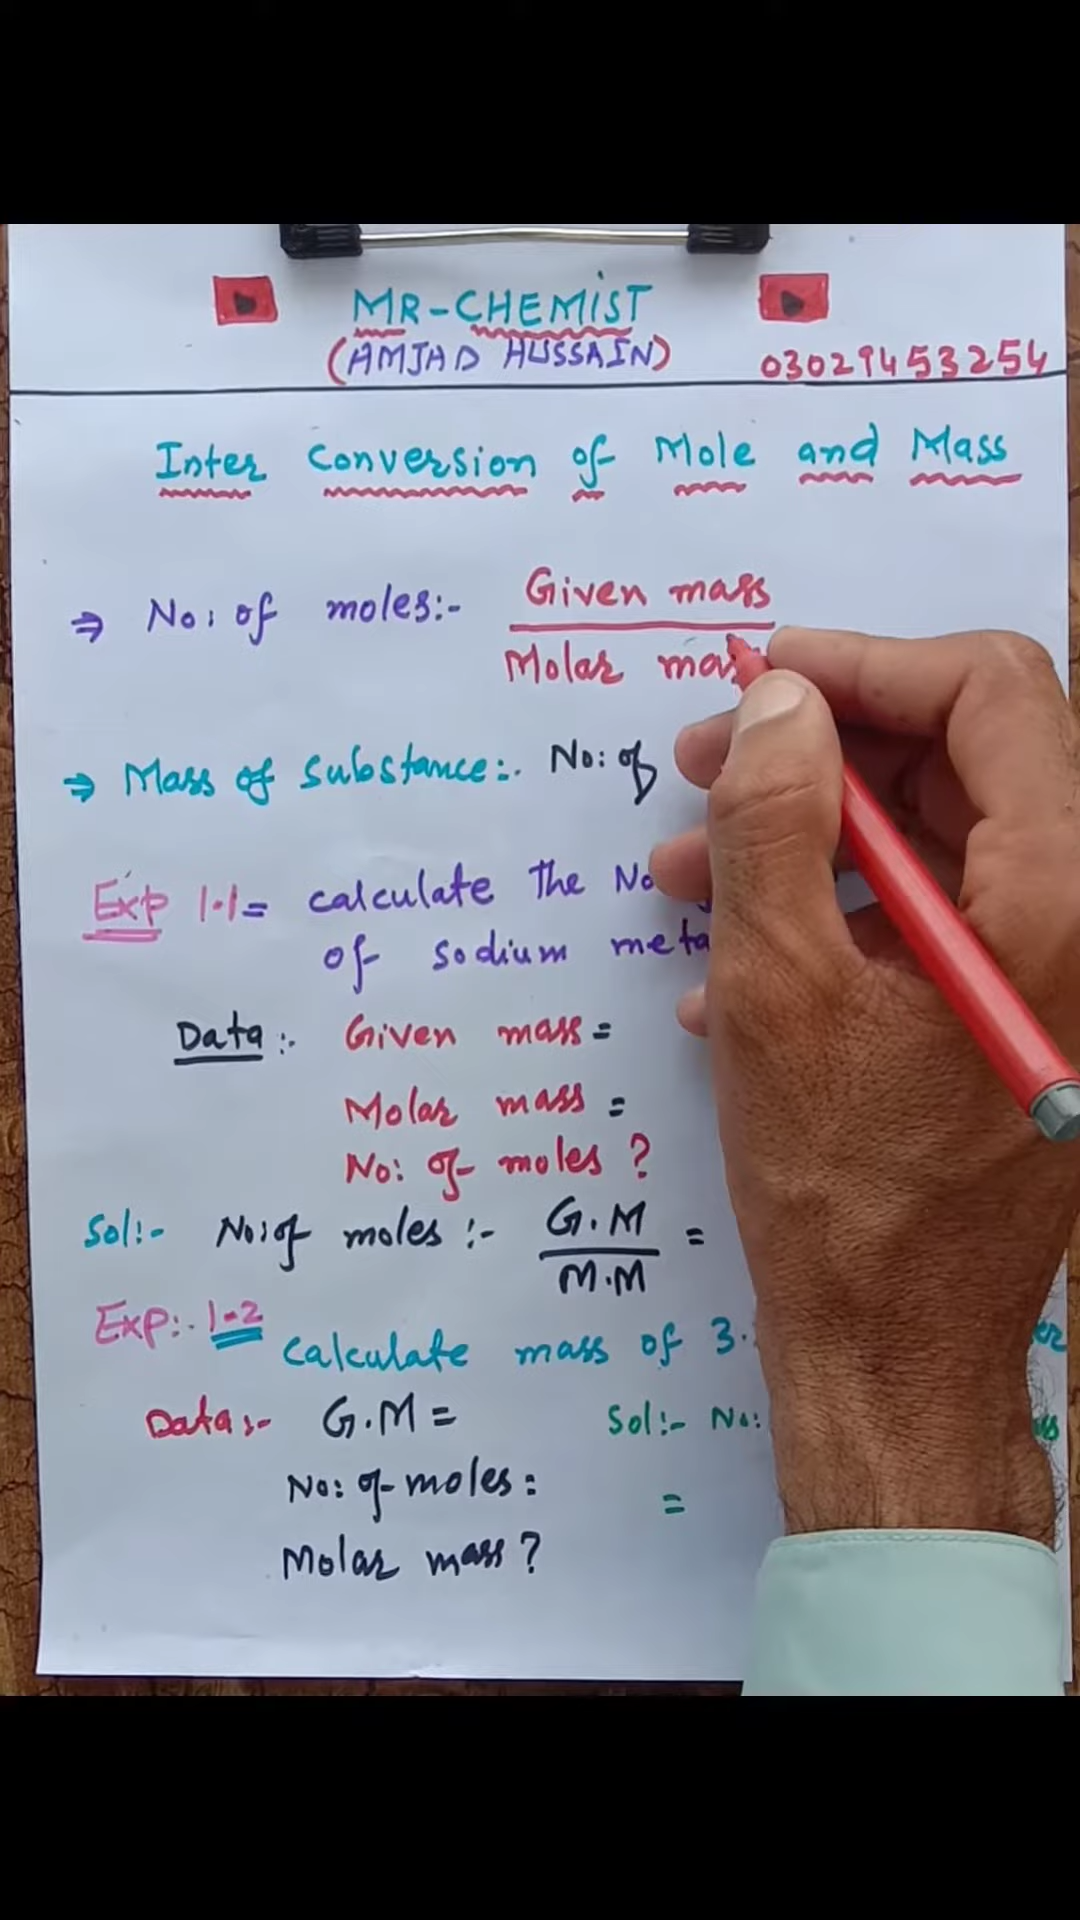 MR-CHEMIST
(AMJAD HUSSAIN) 03029453254
Inter Conversion of Mole and Mass
⇒ No: of moles:- Given mass
Molar mass
⇒ Mass of Substance:- No: of
Exp 1.1= calculate the No
of sodium meta
Data:- Given mass =
Molar mass =
No: of moles ?
Sol:- No: of moles :- G.M =
M.M
Exp:- 1.2
Calculate mass of 3.
Data:- G.M = Sol:- No:
No: of moles = =
Molar mass ?